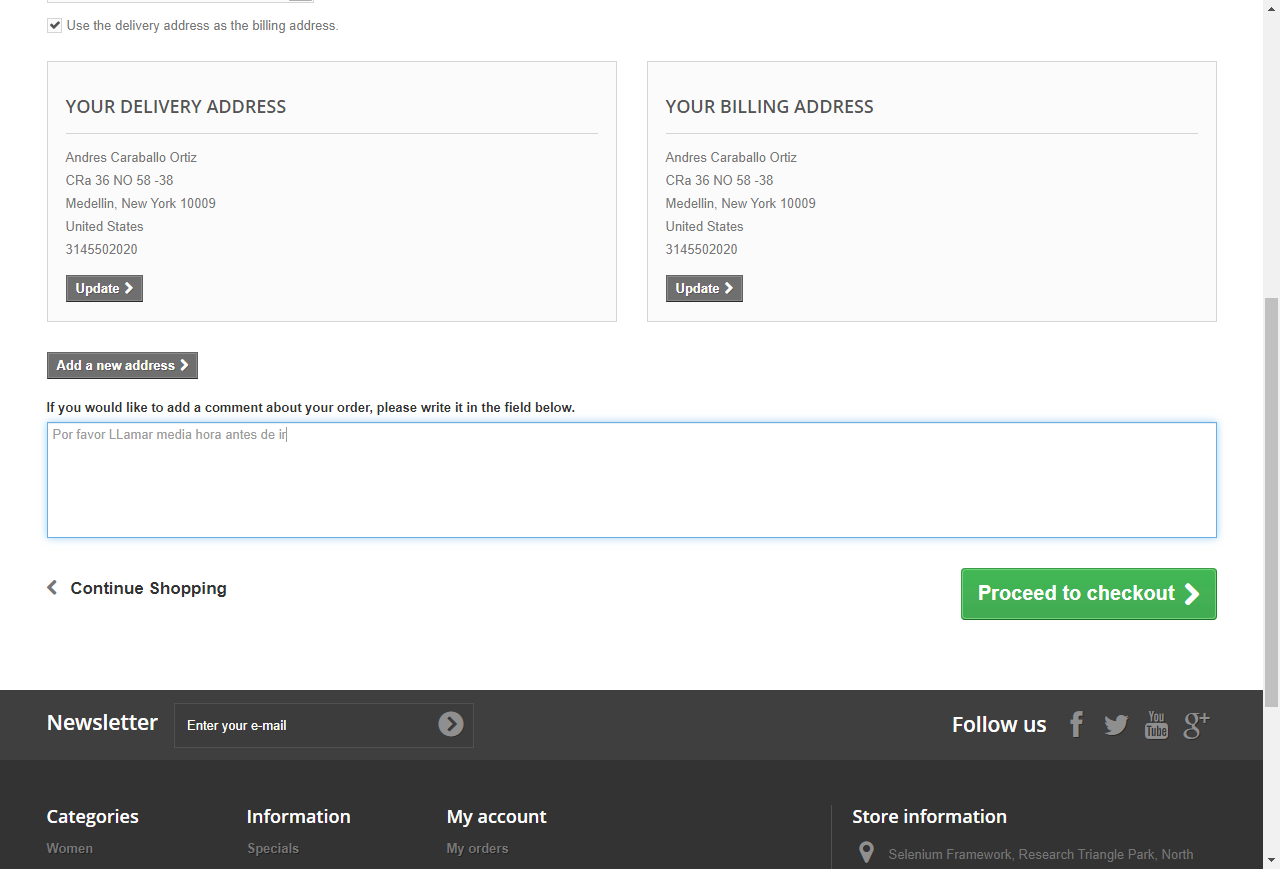 Use the delivery address as the billing address.
YOUR DELIVERY ADDRESS
Andres Caraballo Ortiz
CRa 36 NO 58 -38
Medellin, New York 10009
United States
3145502020
Update
YOUR BILLING ADDRESS
Andres Caraballo Ortiz
CRa 36 NO 58 -38
Medellin, New York 10009
United States
3145502020
Update
Add a new address
If you would like to add a comment about your order, please write it in the field below.
Por favor LLamar media hora antes de ir
Continue Shopping
Proceed to checkout
Newsletter
Enter your e-mail
Follow us
You
Tube
g+
Categories
Women
Information
Specials
My account
My orders
Store information
Selenium Framework, Research Triangle Park, North